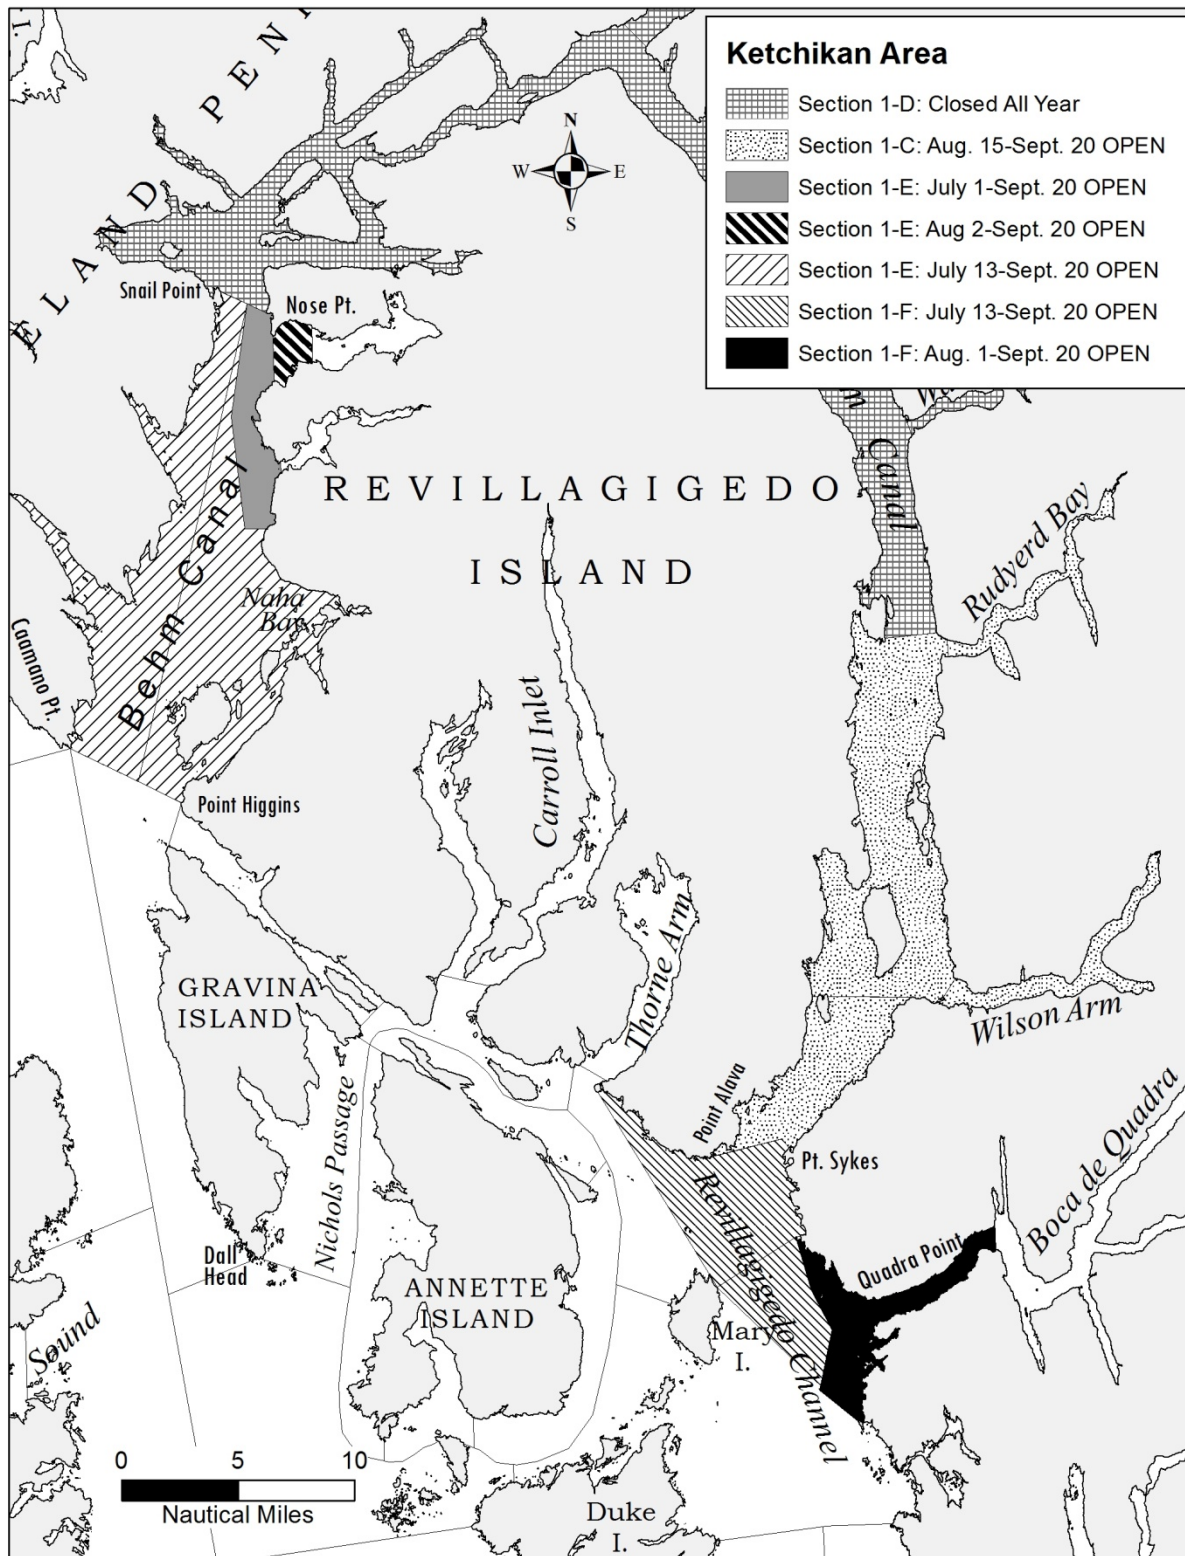 ELAND PENI
Ketchikan Area
Section 1-D: Closed All Year
Section 1-C: Aug. 15-Sept. 20 OPEN
Section 1-E: July 1-Sept. 20 OPEN
Section 1-E: Aug 2-Sept. 20 OPEN
Section 1-E: July 13-Sept. 20 OPEN
Section 1-F: July 13-Sept. 20 OPEN
Section 1-F: Aug. 1-Sept. 20 OPEN
N
W E
S
Snail Point
Nose Pt.
Canal
REVILLAGIGEDO
ISLAND
Rudyerd Bay
Behm Canal
Naha
Bay
Caamano Pt.
Point Higgins
Carroll Inlet
Thorne Arm
GRAVINA
ISLAND
Wilson Arm
Nichols Passage
Point Alava
Pt. Sykes
Boca de Quadra
Revillagigedo Channel
Quadra Point
Dall
Head
ANNETTE
ISLAND
Mary
I.
Sound
0 5 10
Nautical Miles
Duke
I.